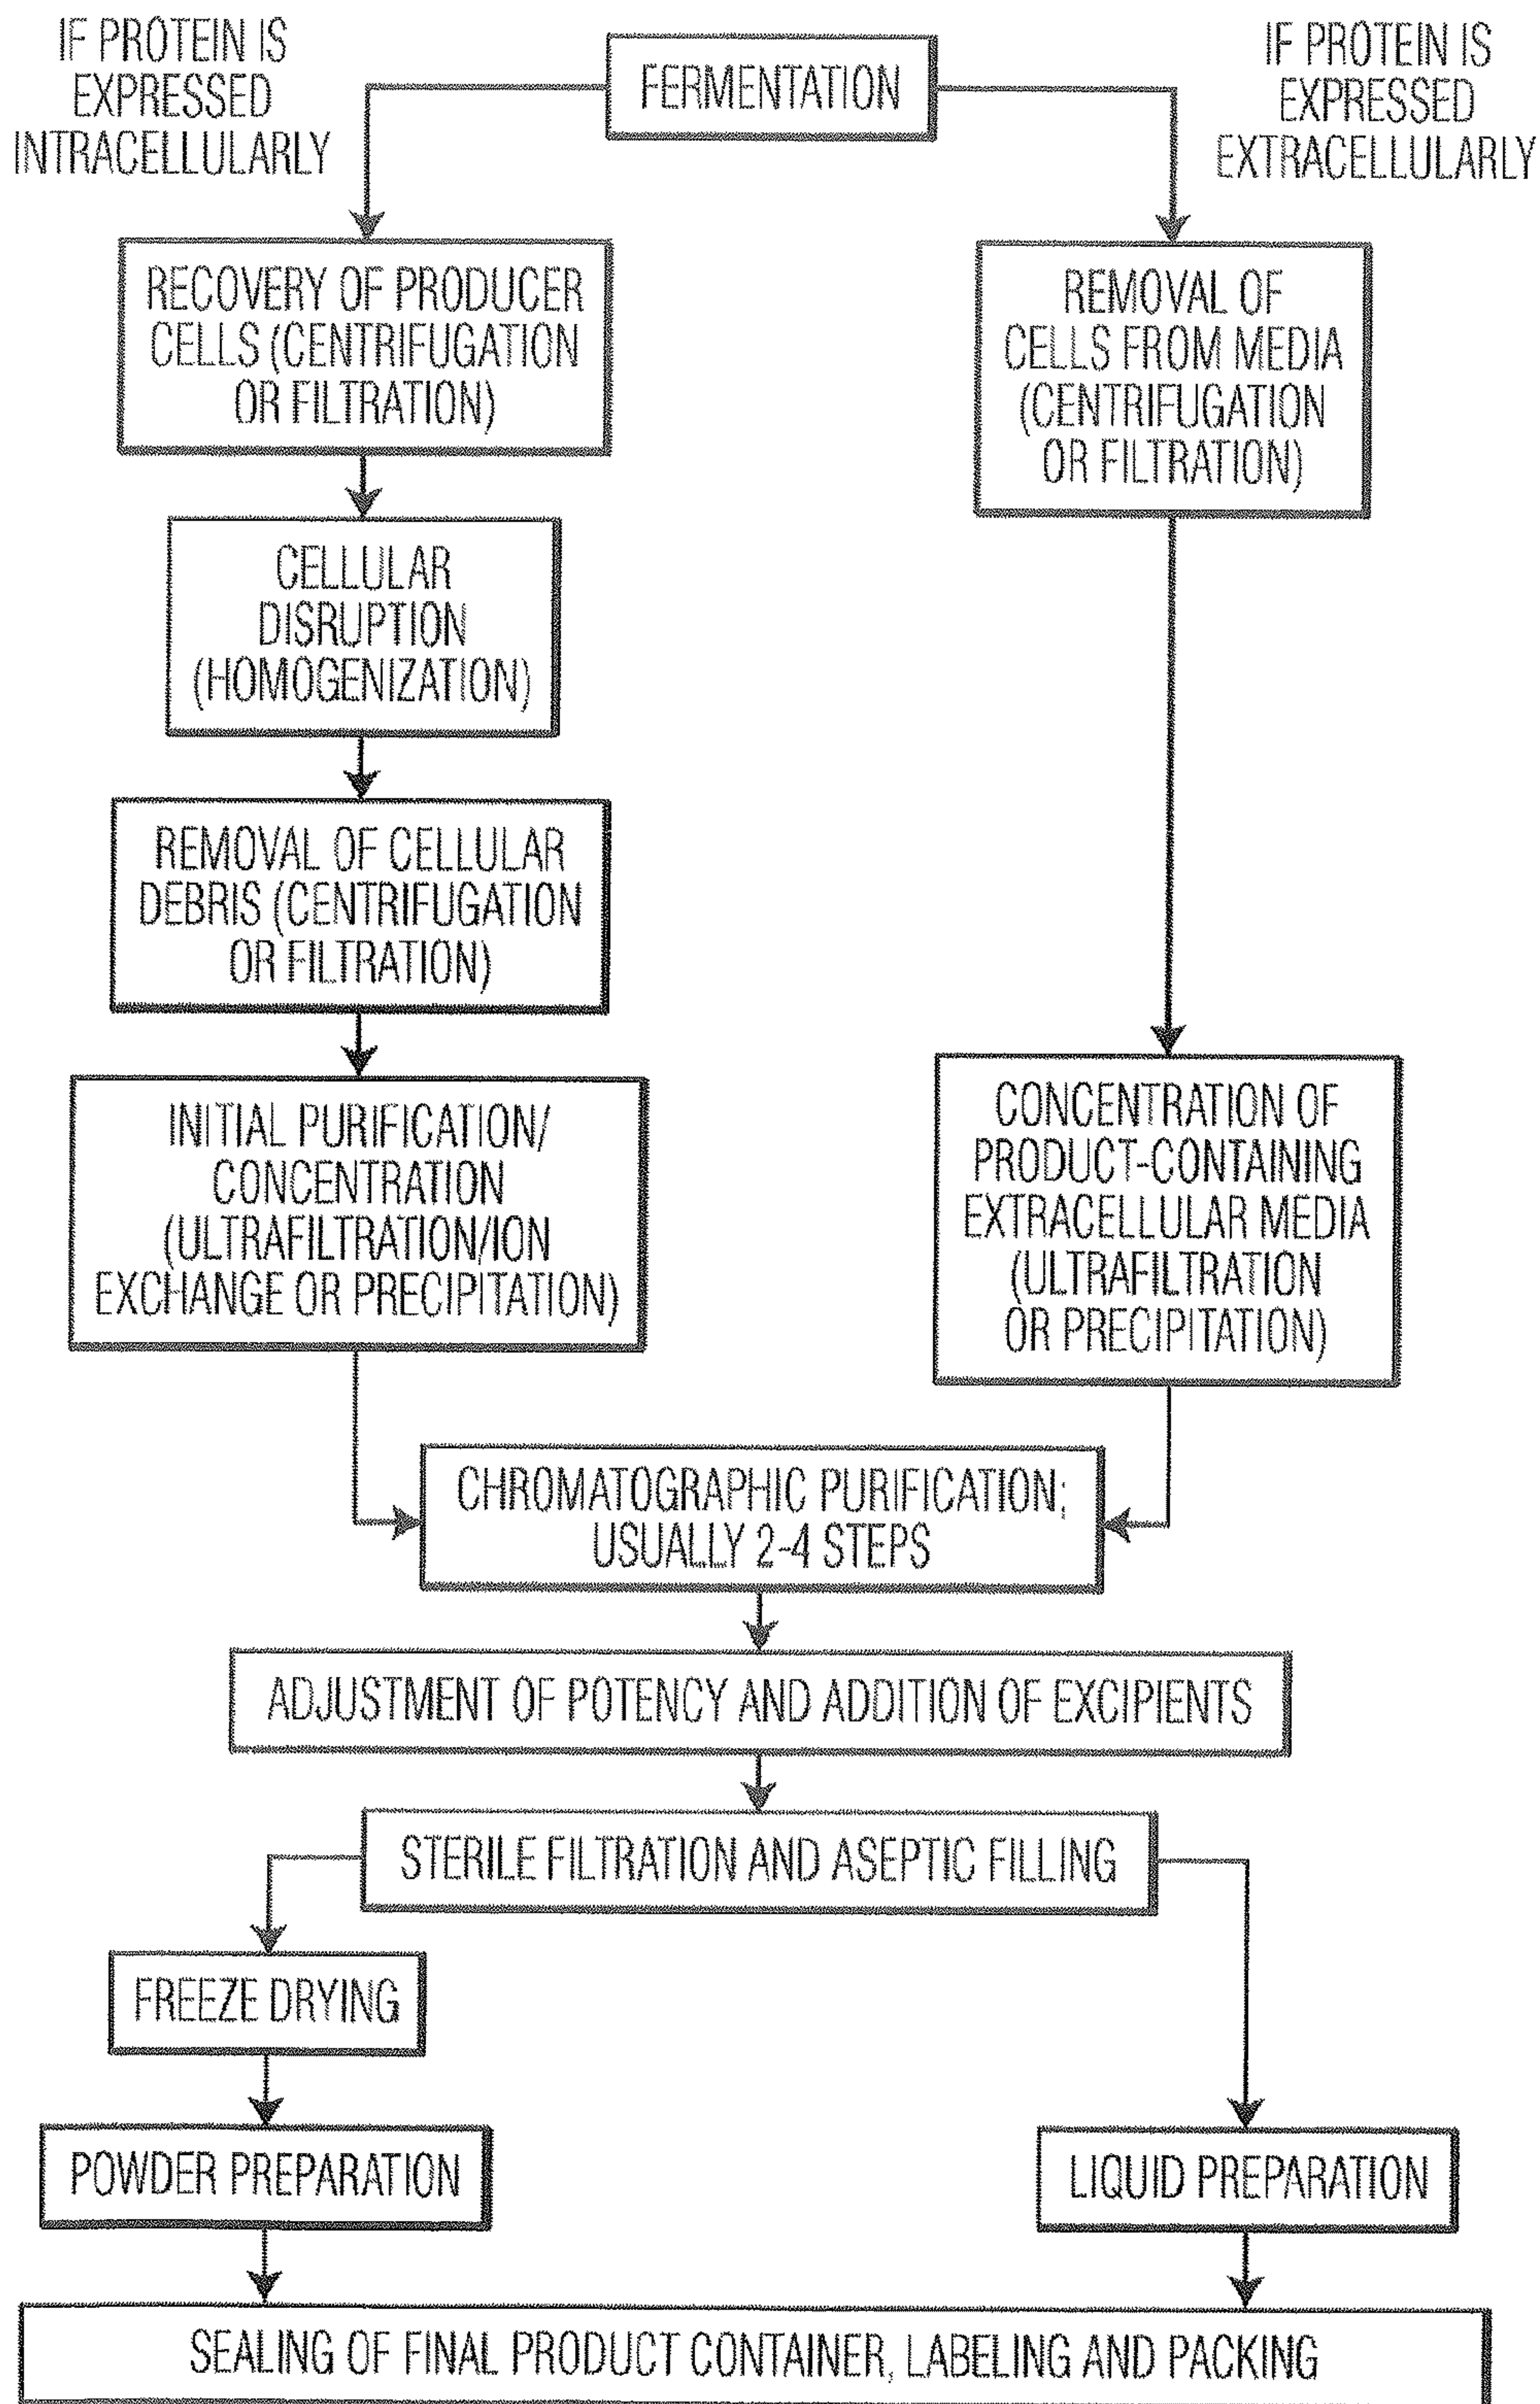 IF PROTEIN IS
EXPRESSED
INTRACELLULARLY
FERMENTATION
IF PROTEIN IS
EXPRESSED
EXTRACELLULARLY
RECOVERY OF PRODUCER
CELLS (CENTRIFUGATION
OR FILTRATION)
REMOVAL OF
CELLS FROM MEDIA
(CENTRIFUGATION
OR FILTRATION)
CELLULAR
DISRUPTION
(HOMOGENIZATION)
REMOVAL OF CELLULAR
DEBRIS (CENTRIFUGATION
OR FILTRATION)
INITIAL PURIFICATION/
CONCENTRATION
(ULTRAFILTRATION/ION
EXCHANGE OR PRECIPITATION)
CONCENTRATION OF
PRODUCT-CONTAINING
EXTRACELLULAR MEDIA
(ULTRAFILTRATION
OR PRECIPITATION)
CHROMATOGRAPHIC PURIFICATION;
USUALLY 2-4 STEPS
ADJUSTMENT OF POTENCY AND ADDITION OF EXCIPIENTS
STERILE FILTRATION AND ASEPTIC FILLING
FREEZE DRYING
POWDER PREPARATION
LIQUID PREPARATION
SEALING OF FINAL PRODUCT CONTAINER, LABELING AND PACKING